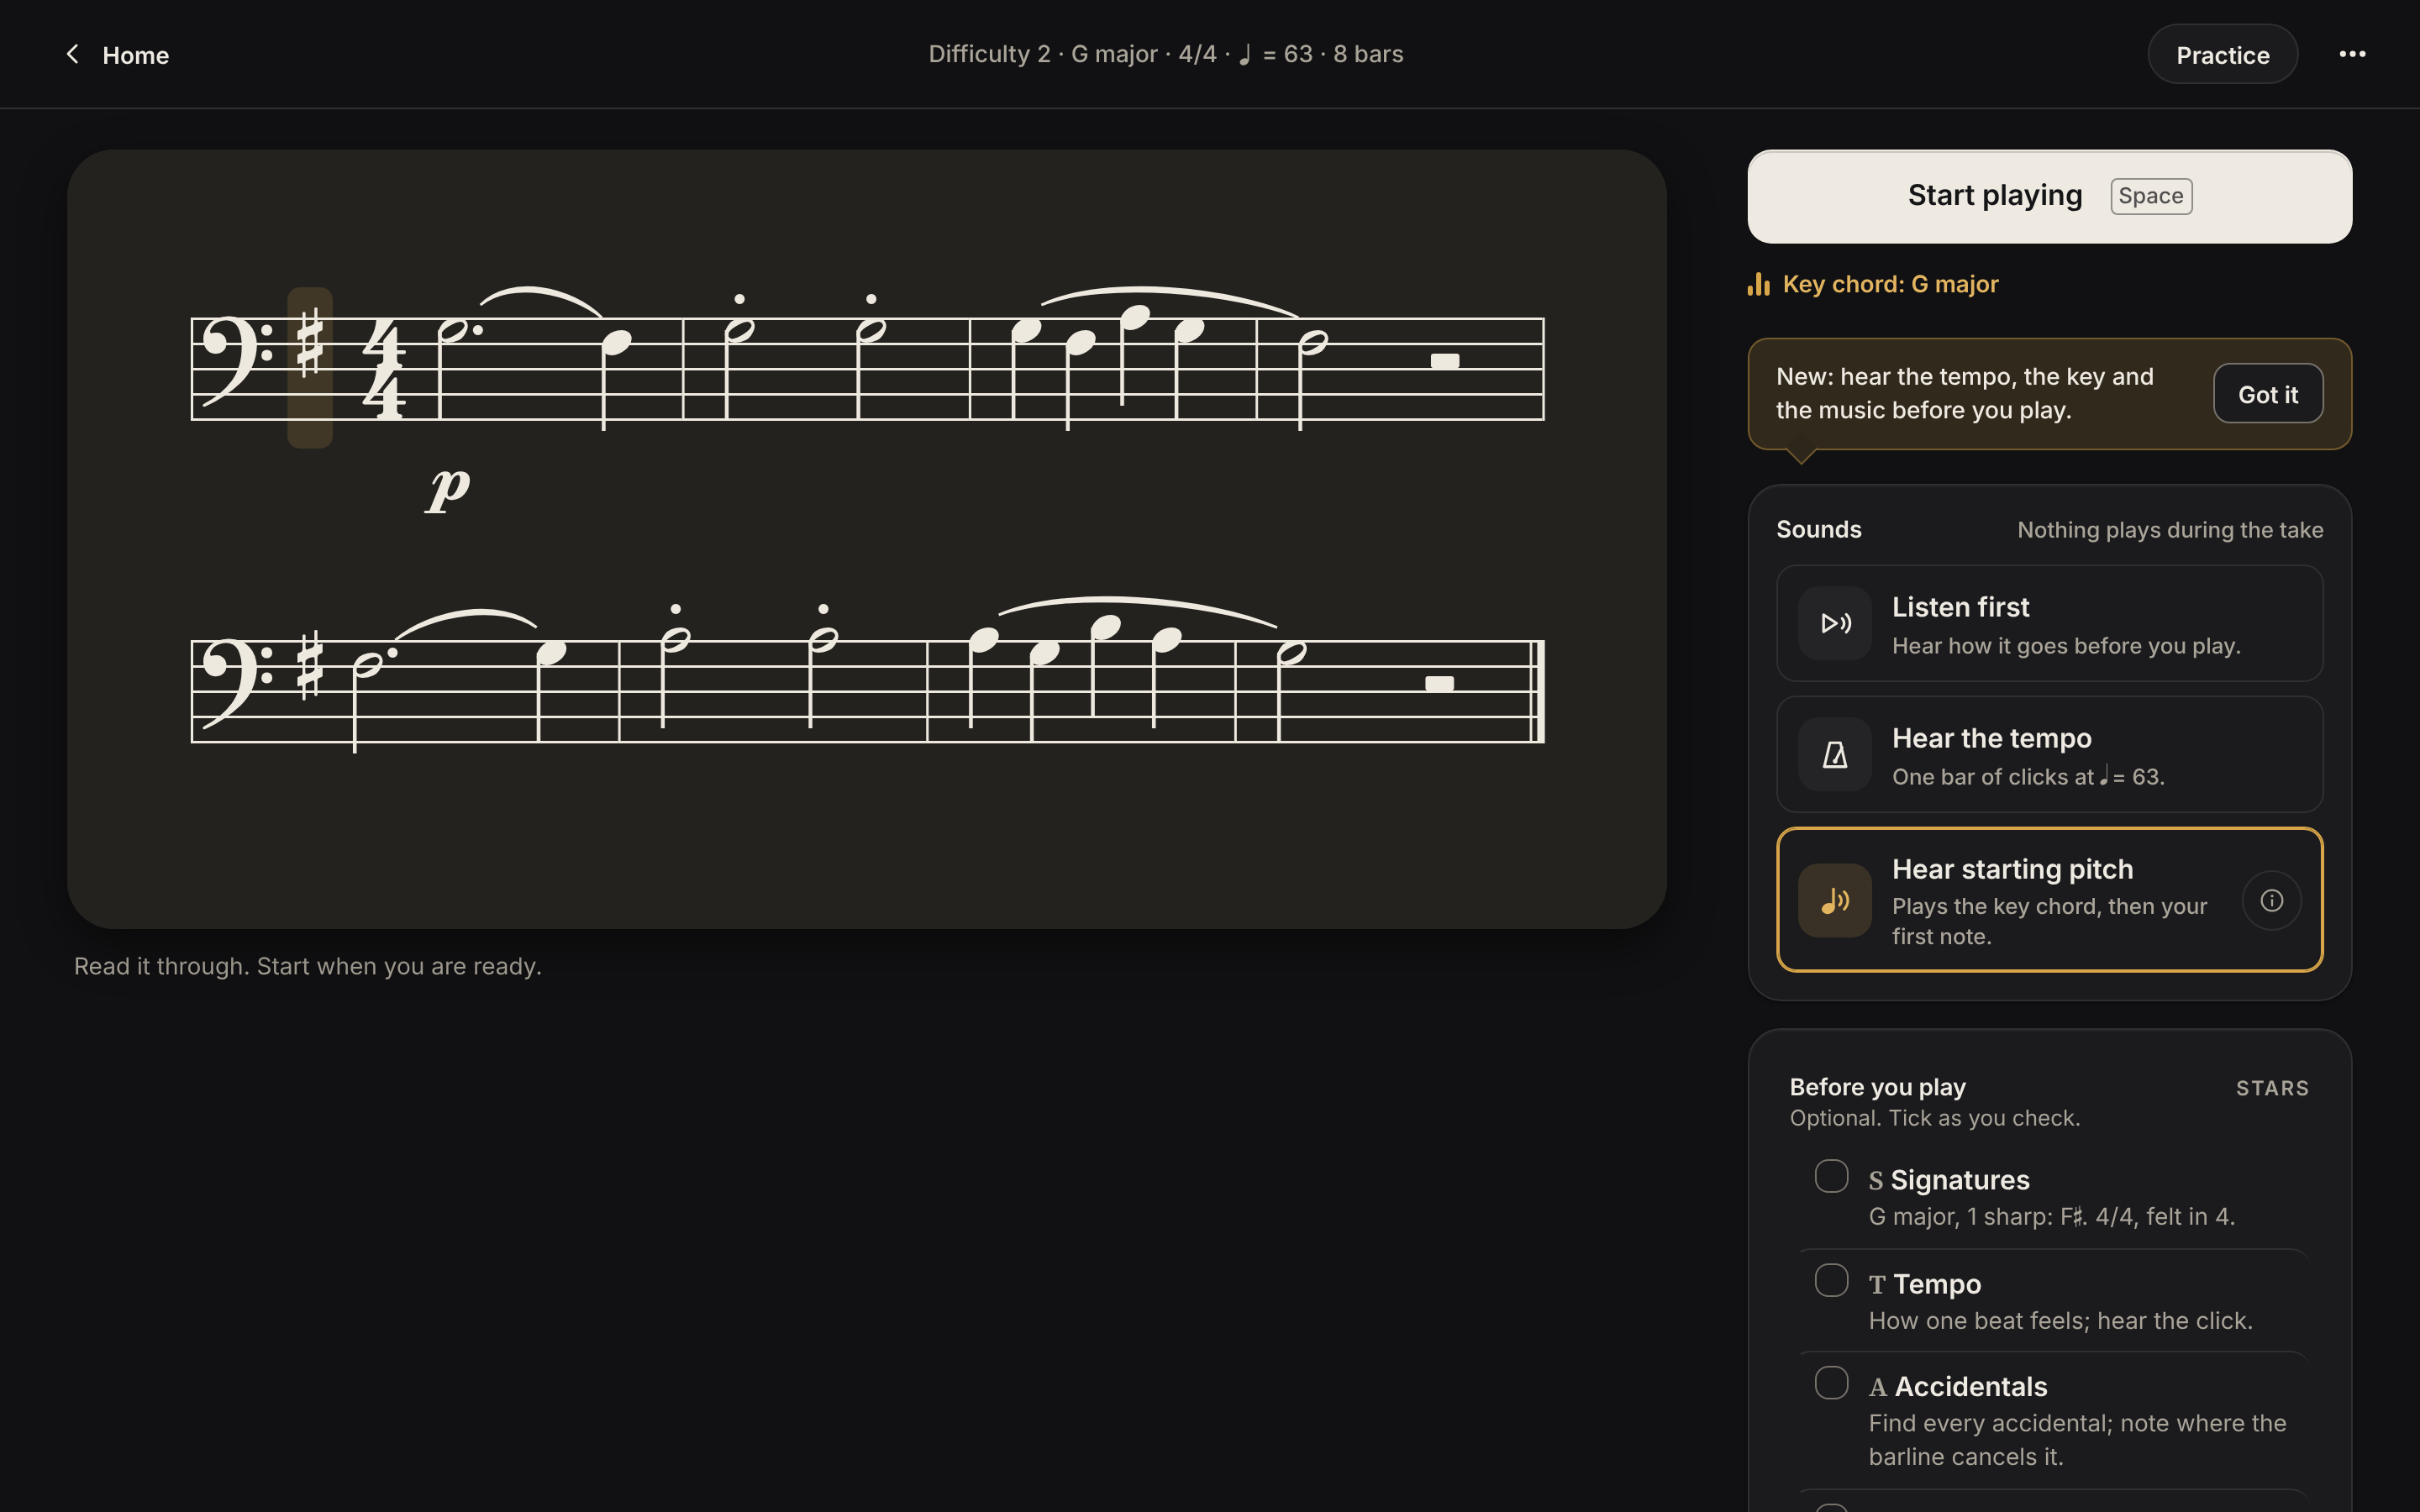 Home
Difficulty 2 · G major · 4/4 · ♩ = 63 · 8 bars
Practice
Start playing Space
Key chord: G major
New: hear the tempo, the key and
the music before you play.
Got it
Sounds
Nothing plays during the take
Listen first
Hear how it goes before you play.
Hear the tempo
One bar of clicks at ♩= 63.
Hear starting pitch
Plays the key chord, then your
first note.
4
4
p
Read it through. Start when you are ready.
Before you play
STARS
Optional. Tick as you check.
S Signatures
G major, 1 sharp: F♯. 4/4, felt in 4.
T Tempo
How one beat feels; hear the click.
A Accidentals
Find every accidental; note where the
barline cancels it.